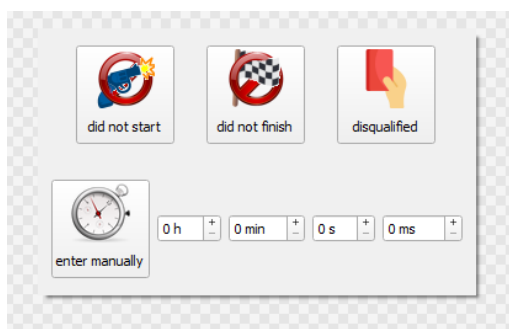 did not start
did not finish
disqualified
enter manually
0 h
0 min
0 s
0 ms